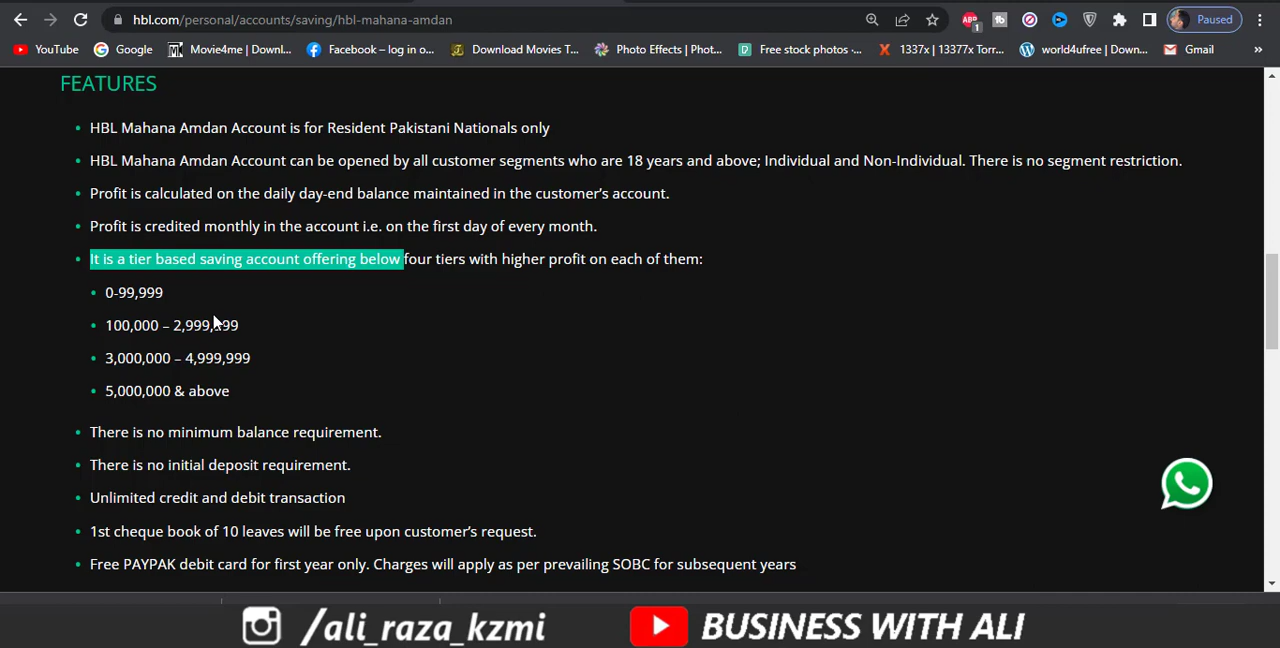 hbl.com/personal/accounts/saving/hbl-mahana-amdan
ABP
1
Paused
YouTube
Google
Movie4me | Downl...
Facebook – log in o...
Download Movies T...
Photo Effects | Phot...
Free stock photos -...
1337x | 13377x Torr...
world4ufree | Down...
Gmail
»
FEATURES
• HBL Mahana Amdan Account is for Resident Pakistani Nationals only
• HBL Mahana Amdan Account can be opened by all customer segments who are 18 years and above; Individual and Non-Individual. There is no segment restriction.
• Profit is calculated on the daily day-end balance maintained in the customer’s account.
• Profit is credited monthly in the account i.e. on the first day of every month.
• It is a tier based saving account offering below four tiers with higher profit on each of them:
• 0-99,999
• 100,000 – 2,999,999
• 3,000,000 – 4,999,999
• 5,000,000 & above
• There is no minimum balance requirement.
• There is no initial deposit requirement.
• Unlimited credit and debit transaction
• 1st cheque book of 10 leaves will be free upon customer’s request.
• Free PAYPAK debit card for first year only. Charges will apply as per prevailing SOBC for subsequent years
/ali_raza_kzmi
BUSINESS WITH ALI